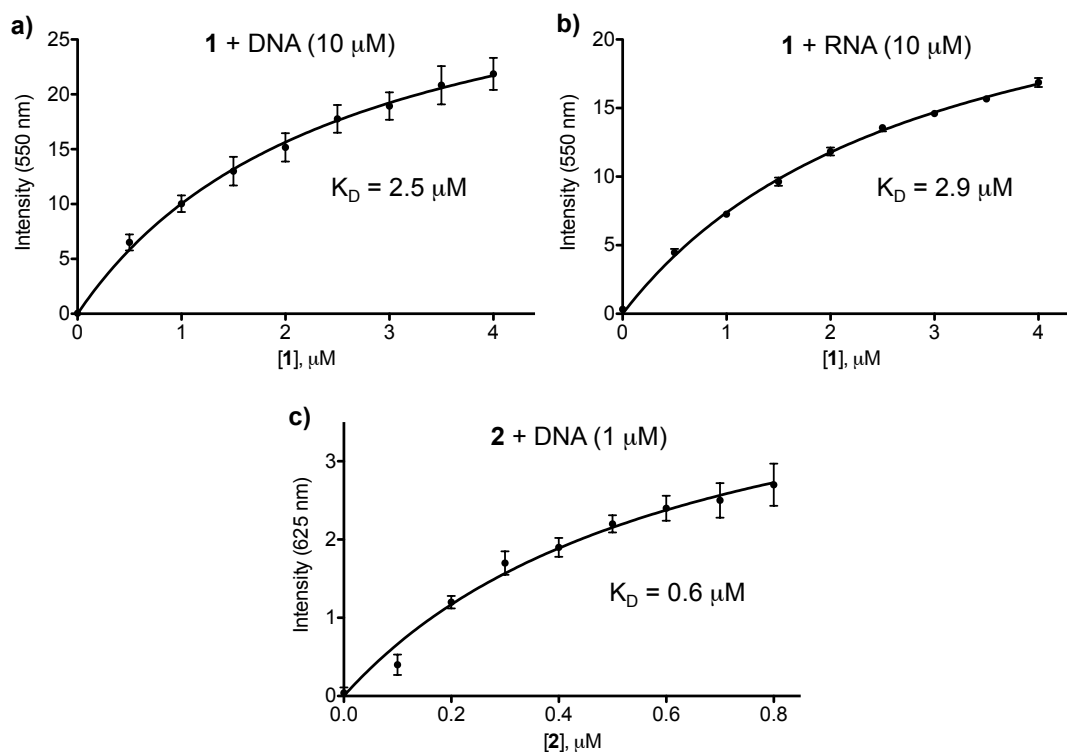 a)
1 + DNA (10 μM)
25
20
15
10
5
0
Intensity (550 nm)
K_D = 2.5 μM
0 1 2 3 4
[1], μM
b)
1 + RNA (10 μM)
20
15
10
5
0
Intensity (550 nm)
K_D = 2.9 μM
0 1 2 3 4
[1], μM
c)
2 + DNA (1 μM)
3
2
1
0
Intensity (625 nm)
K_D = 0.6 μM
0.0 0.2 0.4 0.6 0.8
[2], μM